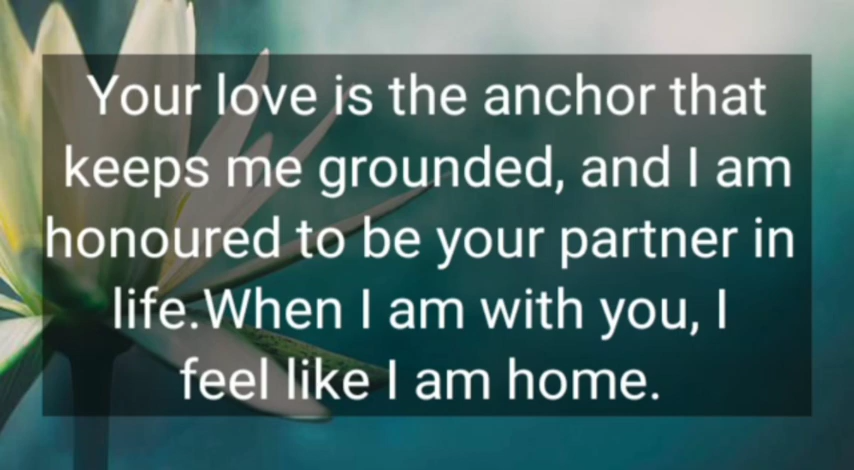 Your love is the anchor that
keeps me grounded, and I am
honoured to be your partner in
life.When I am with you, I
feel like I am home.